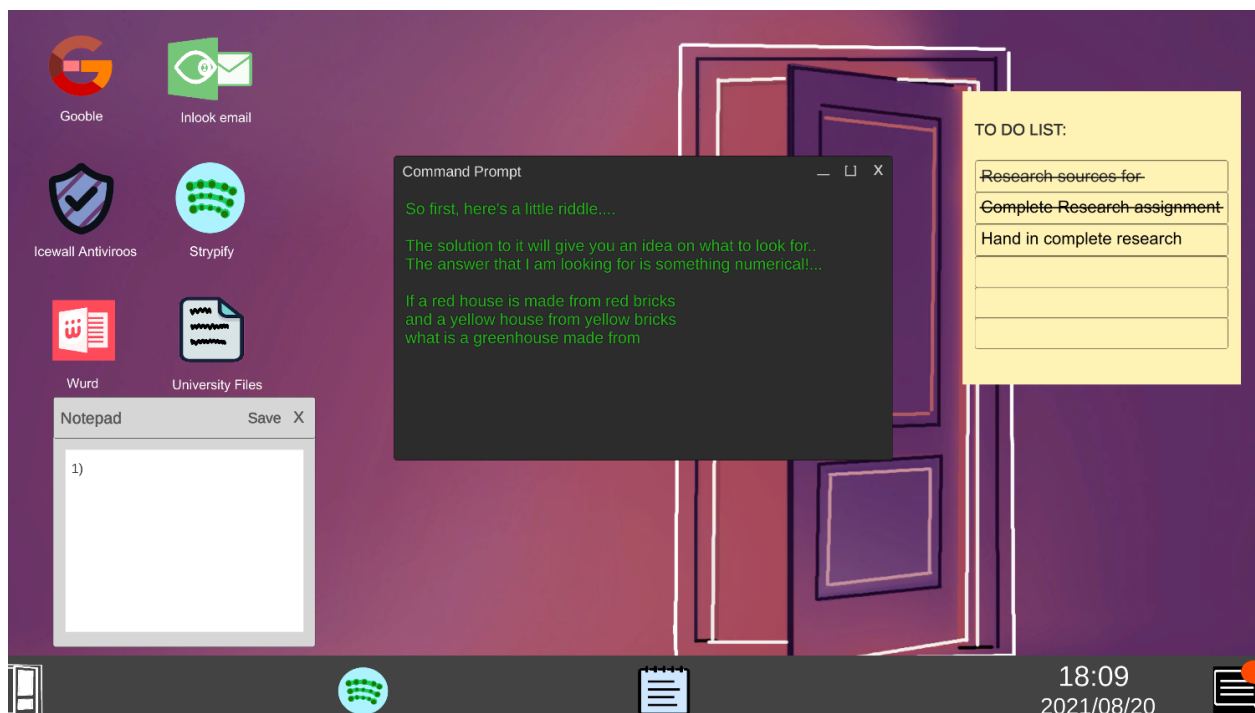 Gooble
Inlook email
Icewall Antiviroos
Strypify
Wurd
University Files
Notepad Save X
1)
Command Prompt
So first, here's a little riddle....
The solution to it will give you an idea on what to look for..
The answer that I am looking for is something numerical!...
If a red house is made from red bricks
and a yellow house from yellow bricks
what is a greenhouse made from
TO DO LIST:
Research sources for
Complete Research assignment
Hand in complete research
18:09
2021/08/20